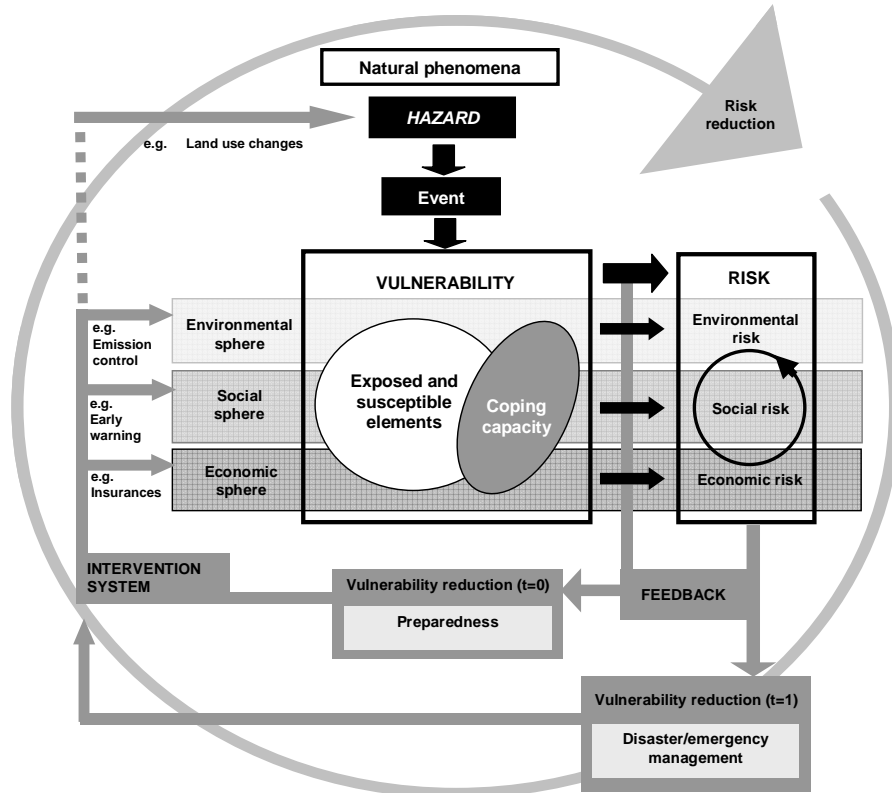 Natural phenomena
HAZARD
e.g. Land use changes
Risk
reduction
Event
VULNERABILITY
RISK
e.g.
Emission
control
Environmental
sphere
Environmental
risk
Exposed and
susceptible
elements
Coping
capacity
e.g.
Early
warning
Social
sphere
Social risk
e.g.
Insurances
Economic
sphere
Economic risk
INTERVENTION
SYSTEM
Vulnerability reduction (t=0)
Preparedness
FEEDBACK
Vulnerability reduction (t=1)
Disaster/emergency
management